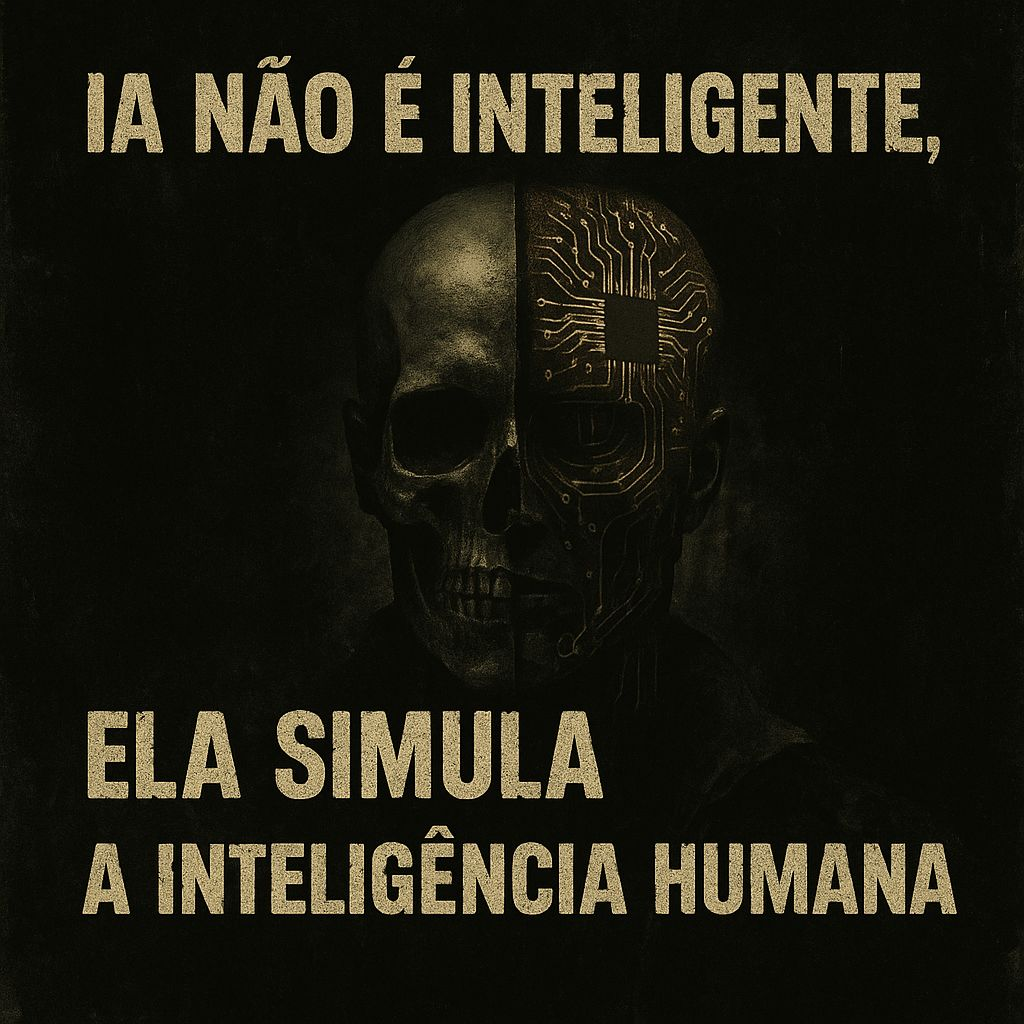 IA NÃO É INTELIGENTE,
ELA SIMULA
A INTELIGÊNCIA HUMANA